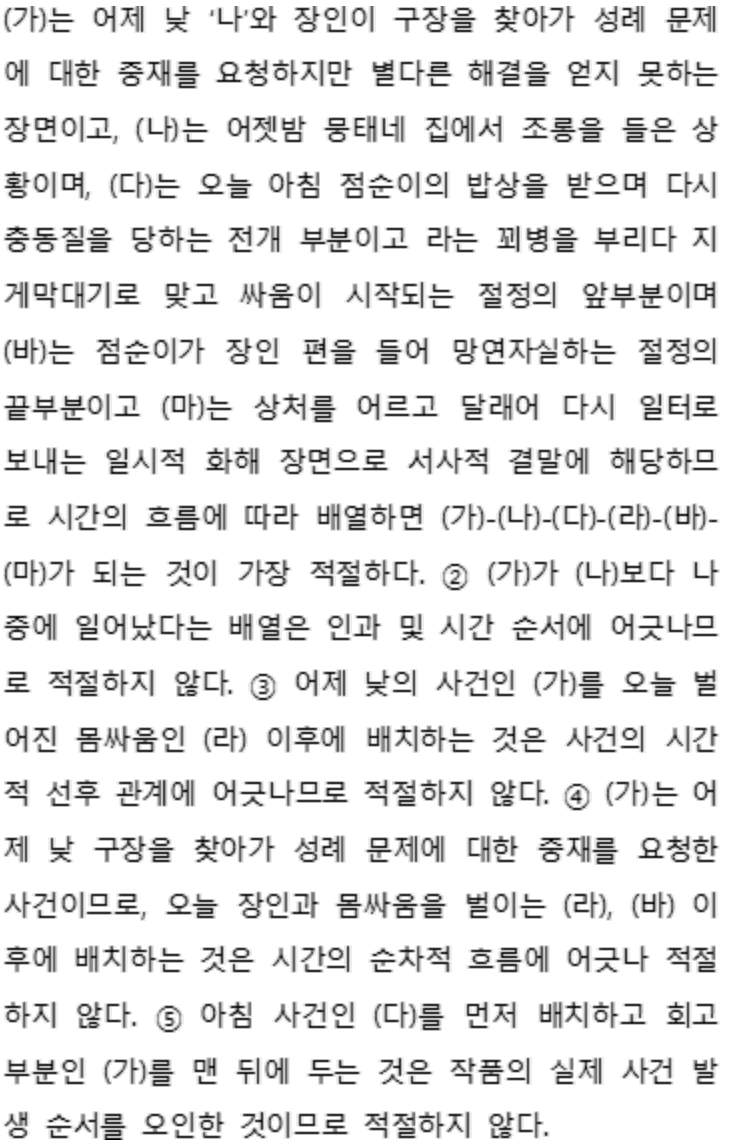 (가)는 어제 낮 ‘나’와 장인이 구장을 찾아가 성례 문제
에 대한 중재를 요청하지만 별다른 해결을 얻지 못하는
장면이고, (나)는 어젯밤 뭉태네 집에서 조롱을 들은 상
황이며, (다)는 오늘 아침 점순이의 밥상을 받으며 다시
충동질을 당하는 전개 부분이고 라는 꾀병을 부리다 지
게막대기로 맞고 싸움이 시작되는 절정의 앞부분이며
(바)는 점순이가 장인 편을 들어 망연자실하는 절정의
끝부분이고 (마)는 상처를 어르고 달래어 다시 일터로
보내는 일시적 화해 장면으로 서사적 결말에 해당하므
로 시간의 흐름에 따라 배열하면 (가)-(나)-(다)-(라)-(바)-
(마)가 되는 것이 가장 적절하다. ② (가)가 (나)보다 나
중에 일어났다는 배열은 인과 및 시간 순서에 어긋나므
로 적절하지 않다. ③ 어제 낮의 사건인 (가)를 오늘 벌
어진 몸싸움인 (라) 이후에 배치하는 것은 사건의 시간
적 선후 관계에 어긋나므로 적절하지 않다. ④ (가)는 어
제 낮 구장을 찾아가 성례 문제에 대한 중재를 요청한
사건이므로, 오늘 장인과 몸싸움을 벌이는 (라), (바) 이
후에 배치하는 것은 시간의 순차적 흐름에 어긋나 적절
하지 않다. ⑤ 아침 사건인 (다)를 먼저 배치하고 회고
부분인 (가)를 맨 뒤에 두는 것은 작품의 실제 사건 발
생 순서를 오인한 것이므로 적절하지 않다.